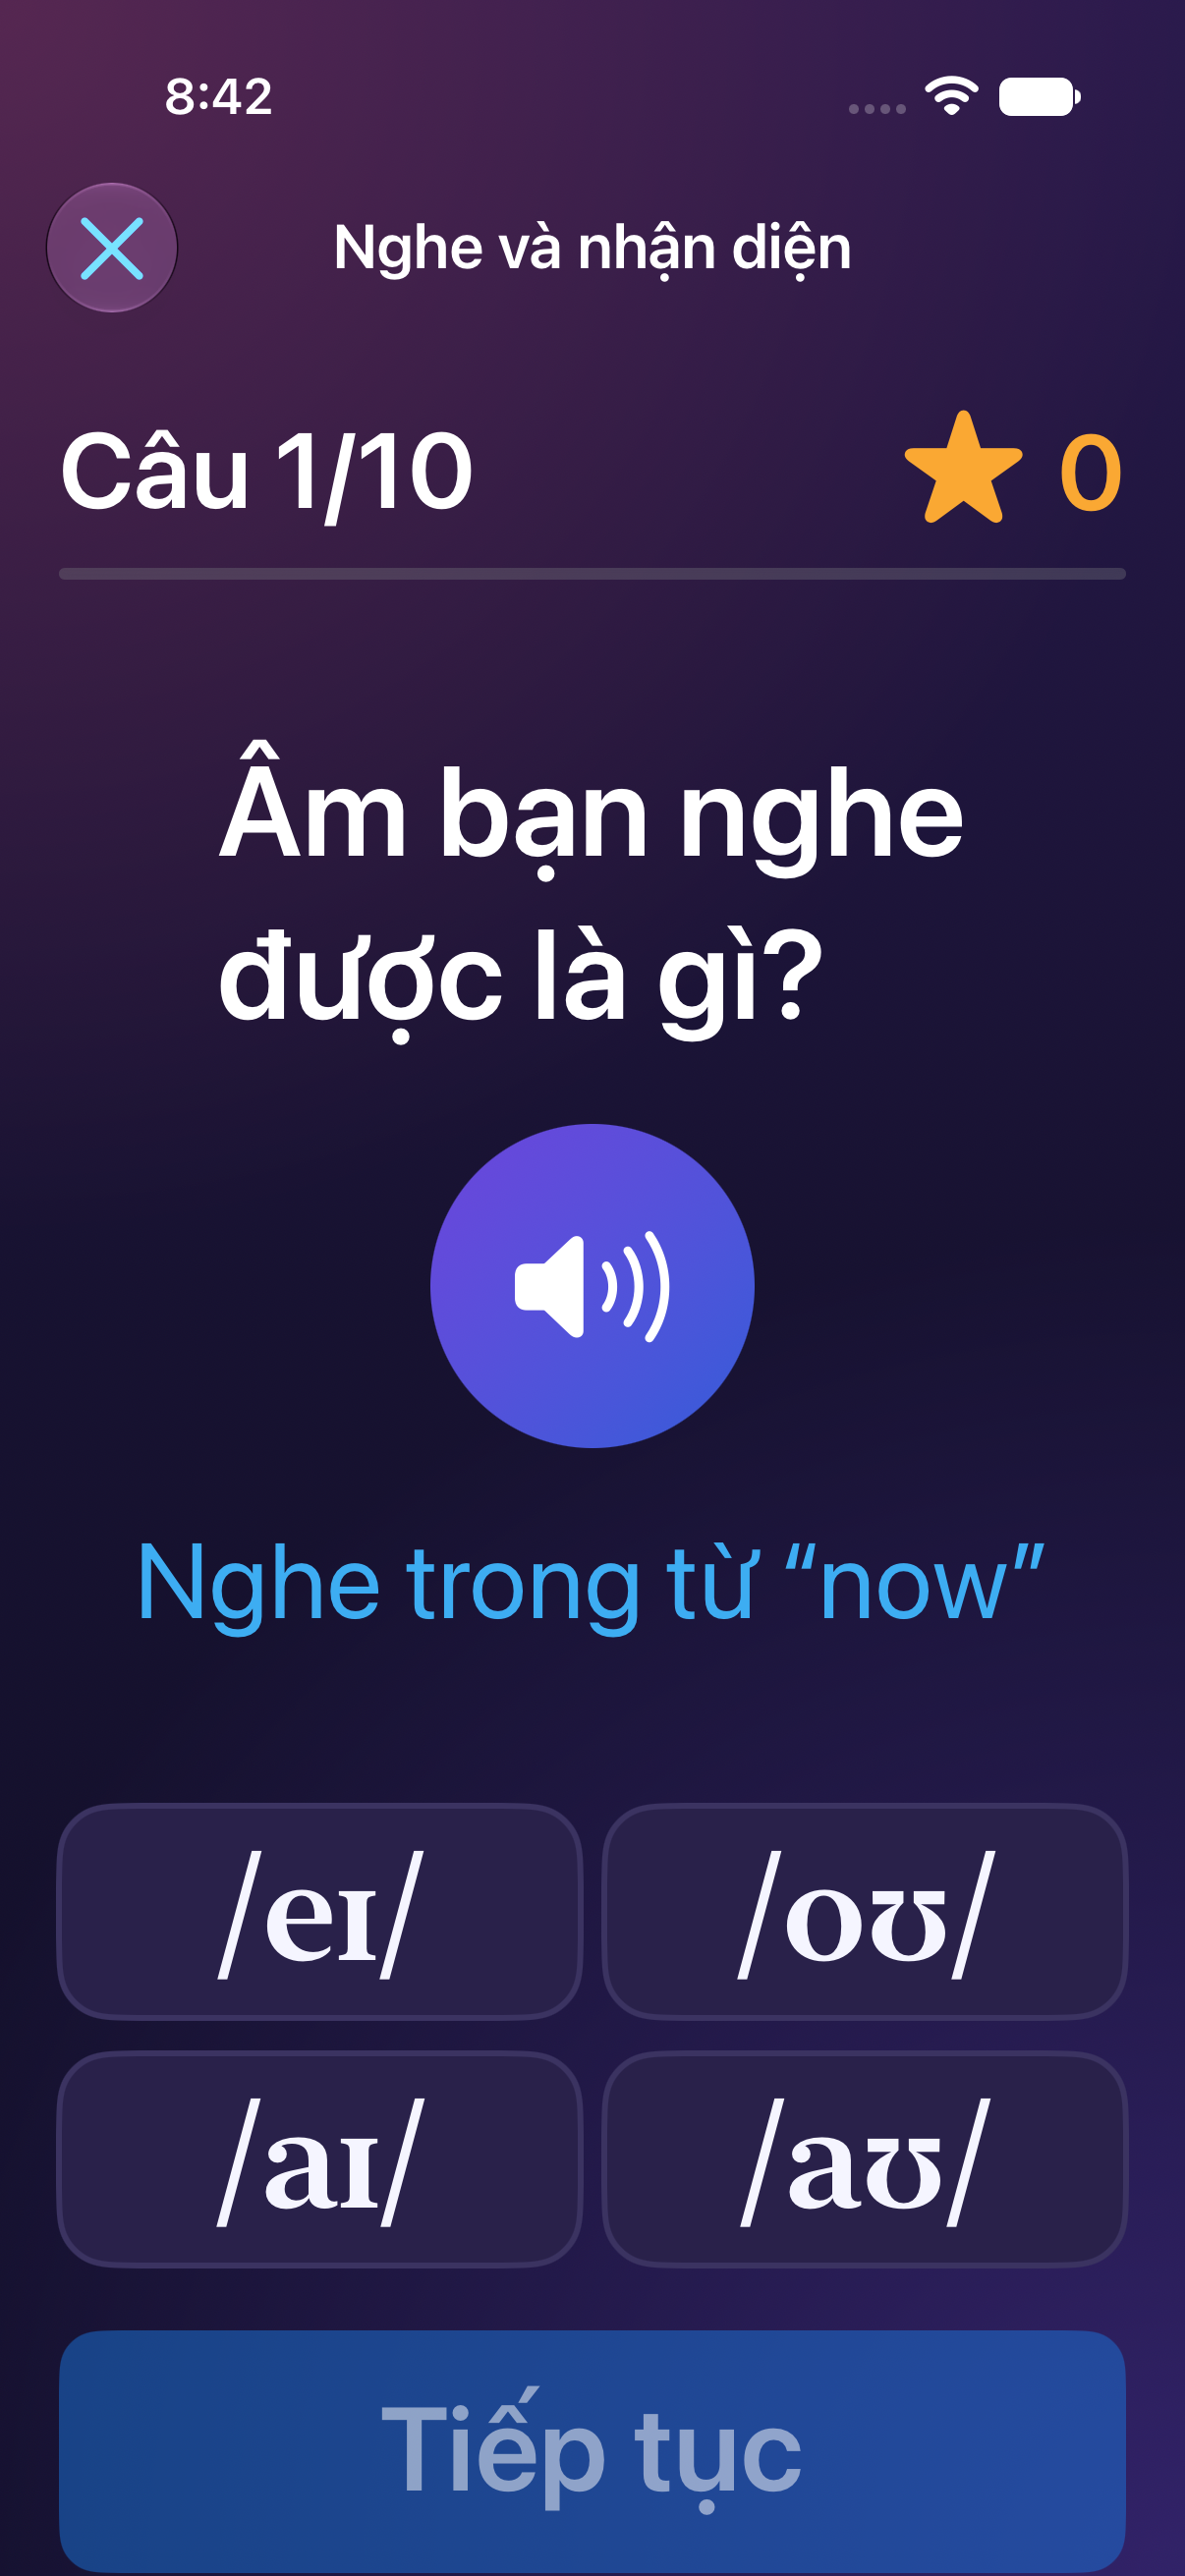 8:42
Nghe và nhận diện
Câu 1/10
0
Âm bạn nghe
được là gì?
Nghe trong từ “now”
/eɪ/
/oʊ/
/aɪ/
/aʊ/
Tiếp tục